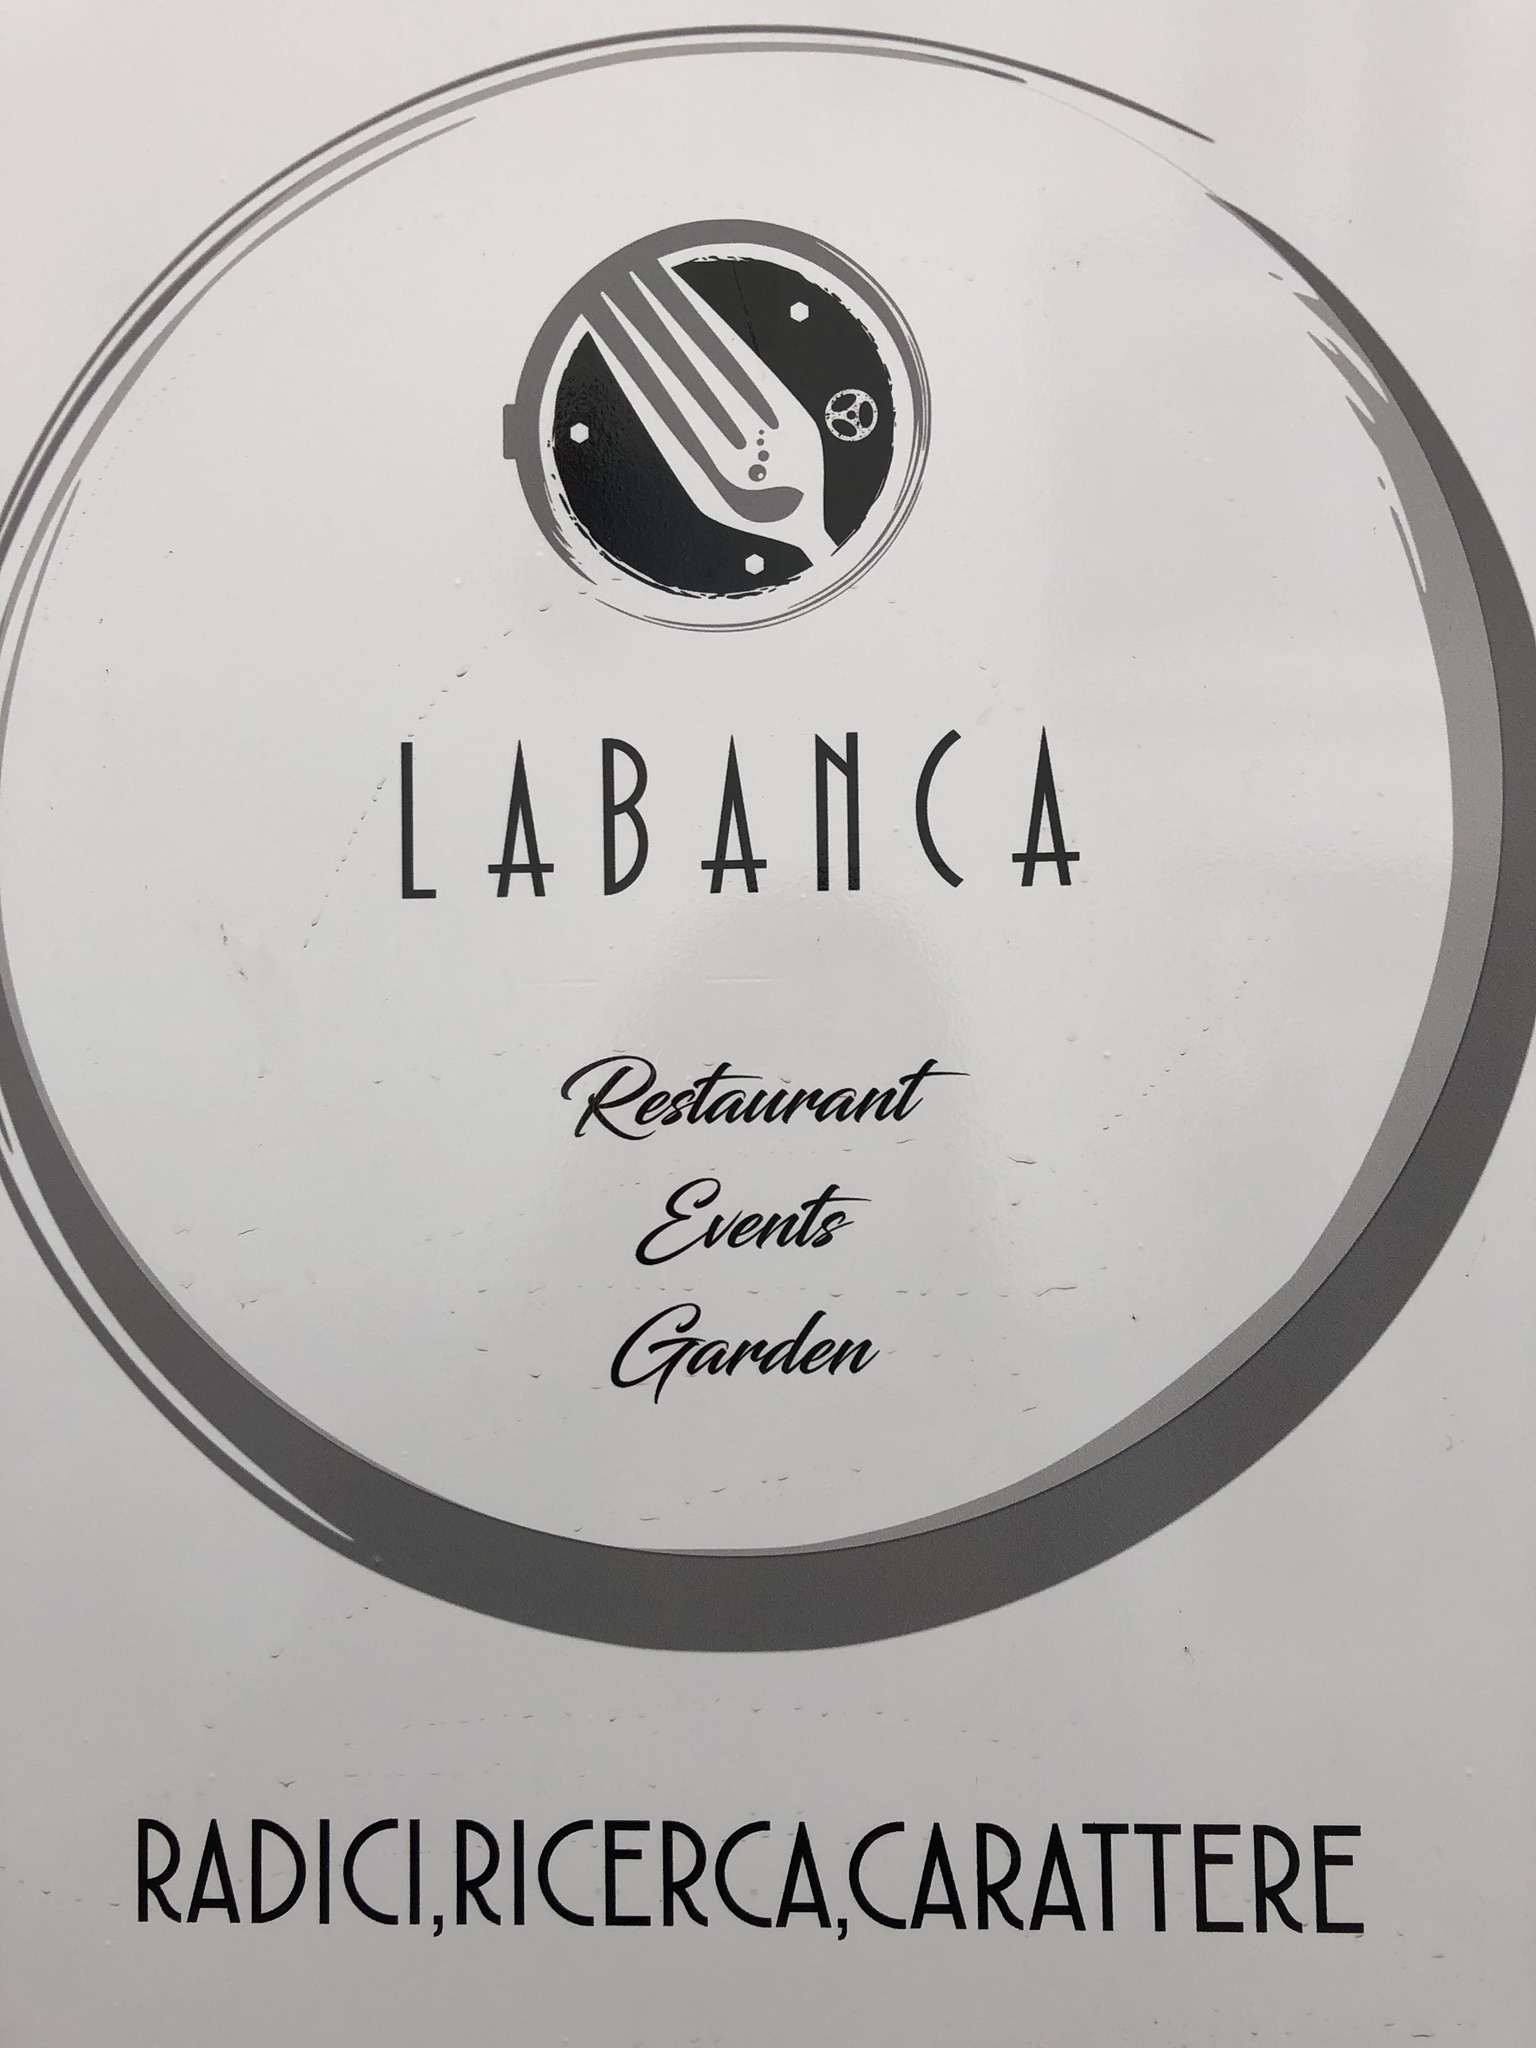 LABANCA
Restaurant
Events
Garden
RADICI,RICERCA,CARATTERE